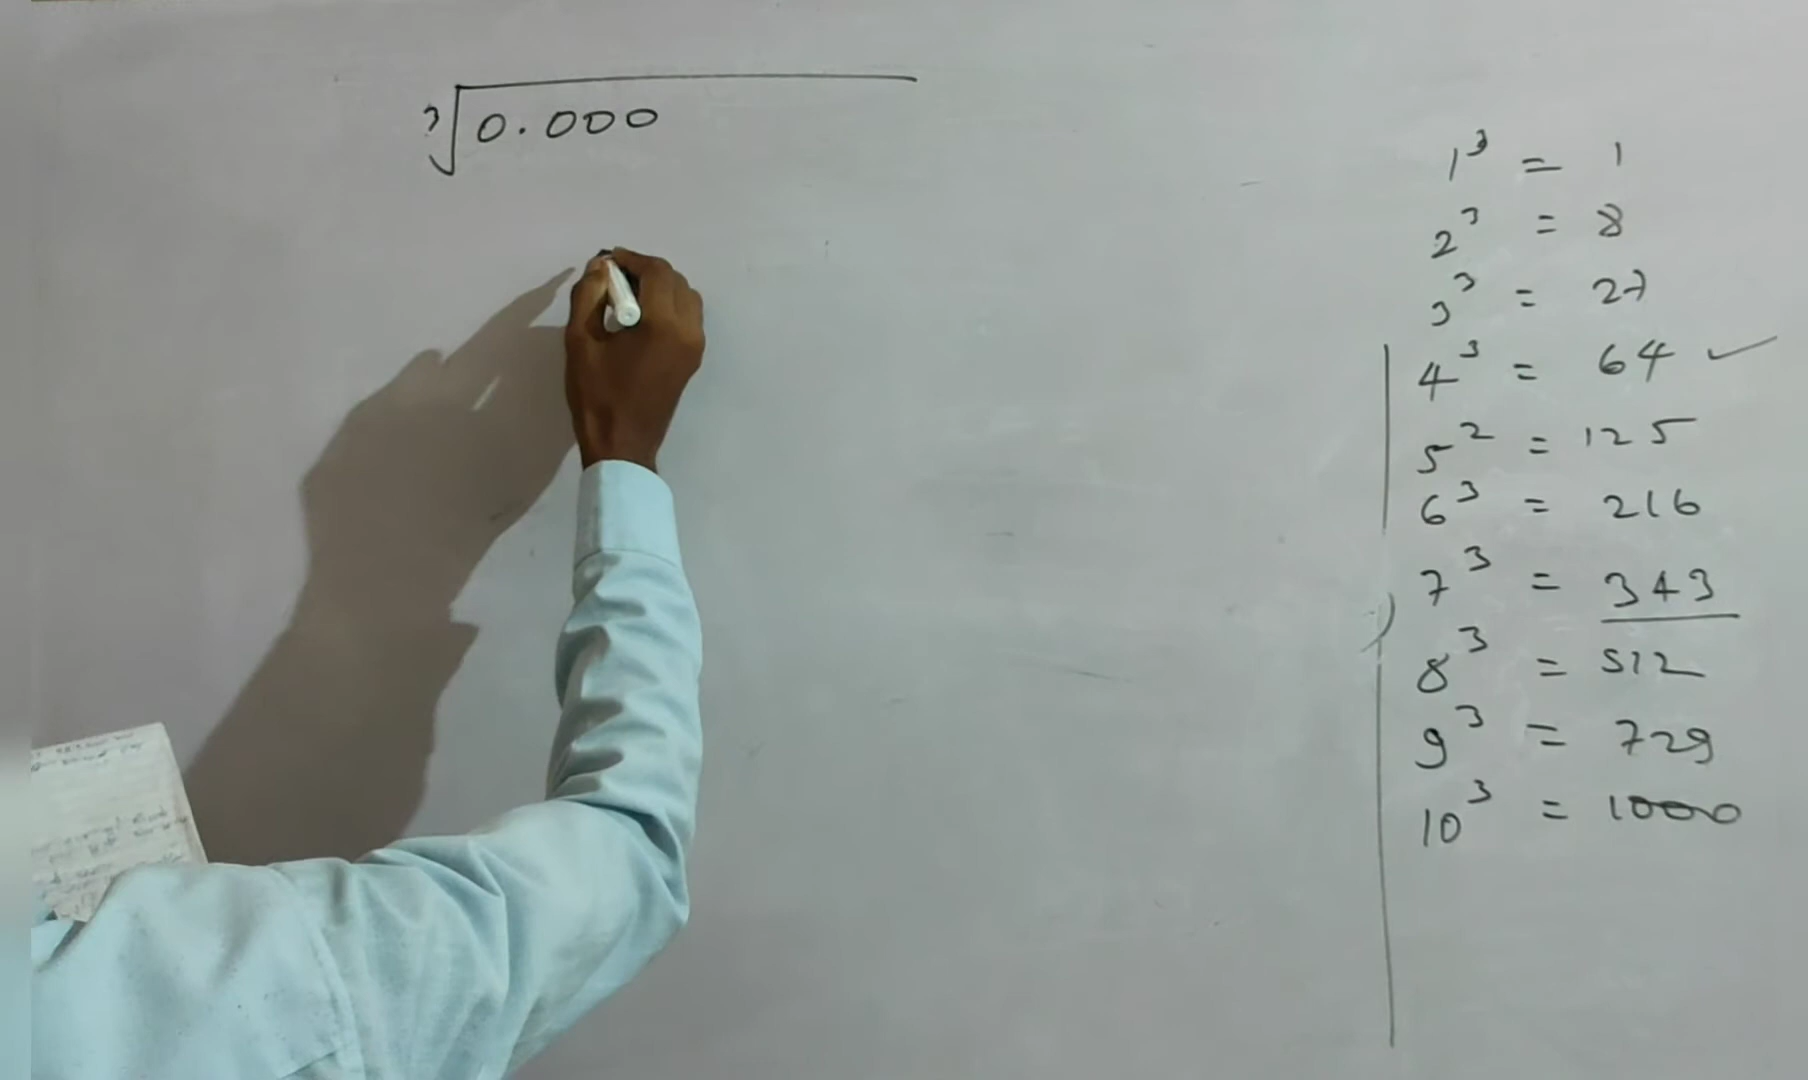 ∛0.000
1³ = 1
2³ = 8
3³ = 27
4³ = 64 ✓
5² = 125
6³ = 216
7³ = 343
8³ = 512
9³ = 729
10³ = 1000